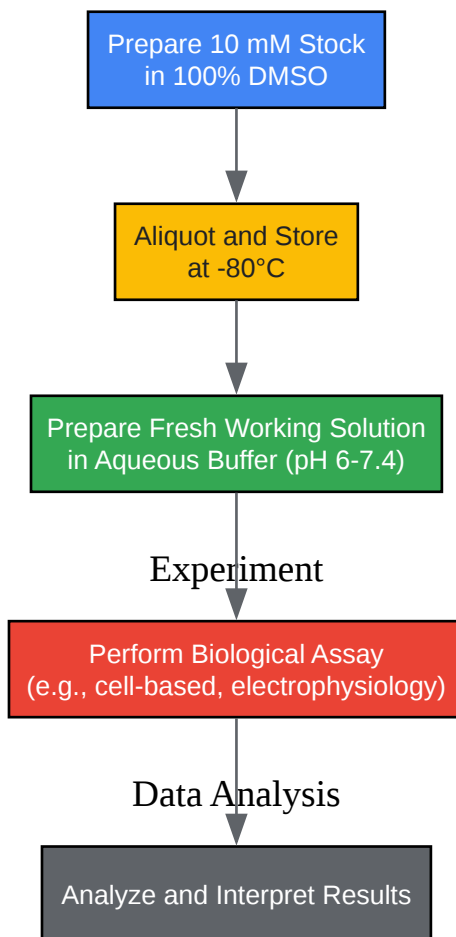 Prepare 10 mM Stock
in 100% DMSO
Aliquot and Store
at -80°C
Prepare Fresh Working Solution
in Aqueous Buffer (pH 6-7.4)
Experiment
Perform Biological Assay
(e.g., cell-based, electrophysiology)
Data Analysis
Analyze and Interpret Results